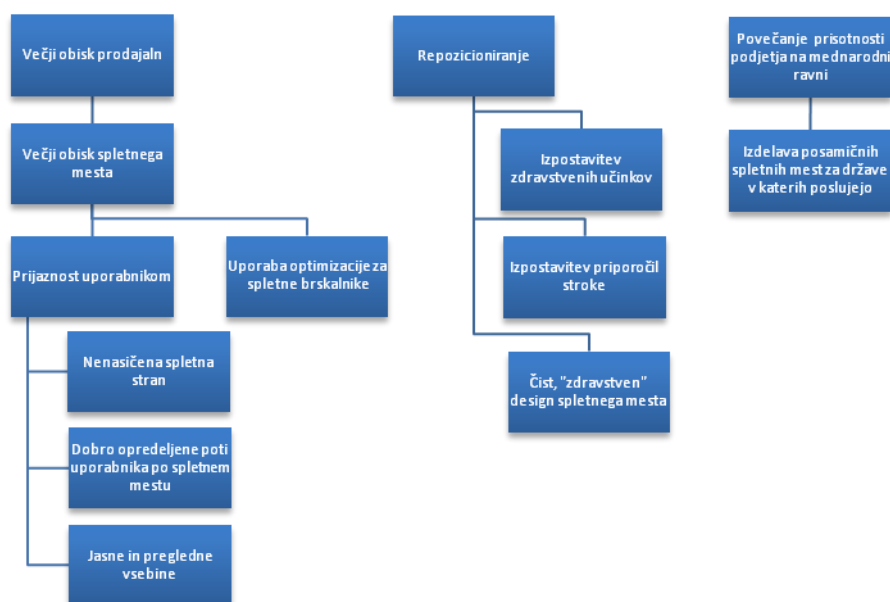 Večji obisk prodajaln
Večji obisk spletnega
mesta
Prijaznost uporabnikom
Uporaba optimizacije za
spletne brskalnike
Nenasičena spletna
stran
Dobro opredeljene poti
uporabnika po spletnem
mestu
Jasne in pregledne
vsebine
Repozicioniranje
Izpostavitev
zdravstvenih učinkov
Izpostavitev priporočil
stroke
Čist, "zdravstven"
design spletnega mesta
Povečanje prisotnosti
podjetja na mednarodni
ravni
Izdelava posamičnih
spletnih mest za države
v katerih poslujejo